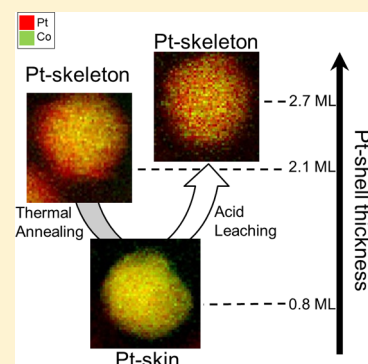 Pt
Co
Pt-skeleton
Pt-skeleton
2.7 ML
2.1 ML
Thermal
Annealing
Acid
Leaching
0.8 ML
Pt-skin
Pt-shell thickness